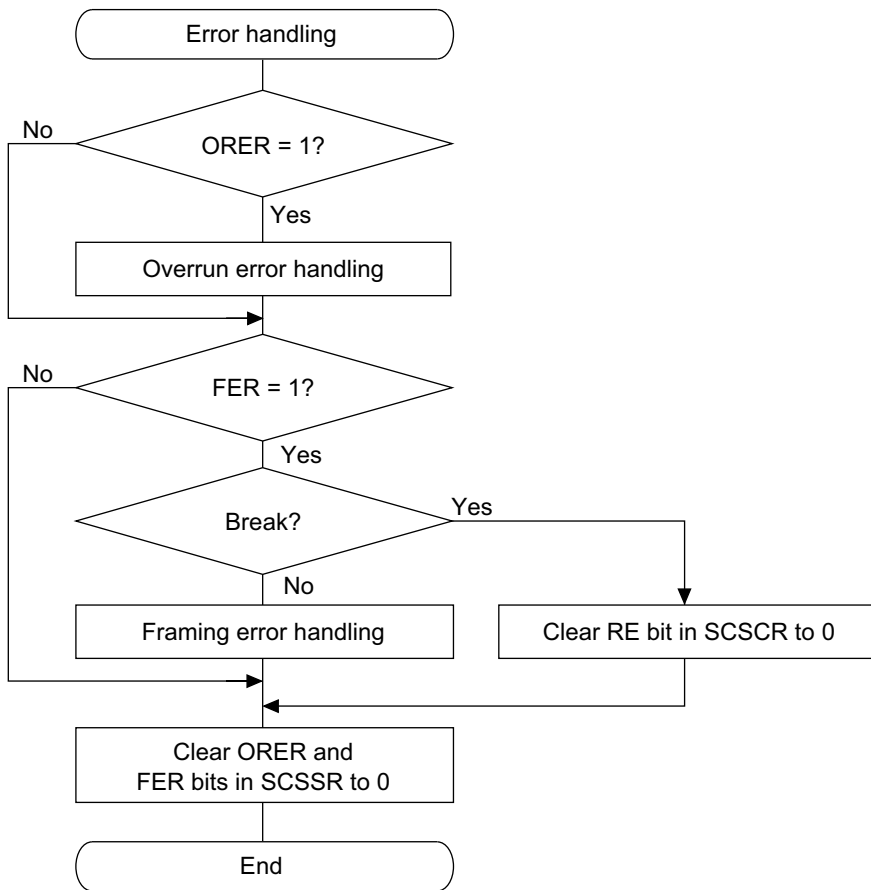 Error handling
No
ORER = 1?
Yes
Overrun error handling
No
FER = 1?
Yes
Break?
Yes
No
Framing error handling
Clear RE bit in SCSCR to 0
Clear ORER and
FER bits in SCSSR to 0
End